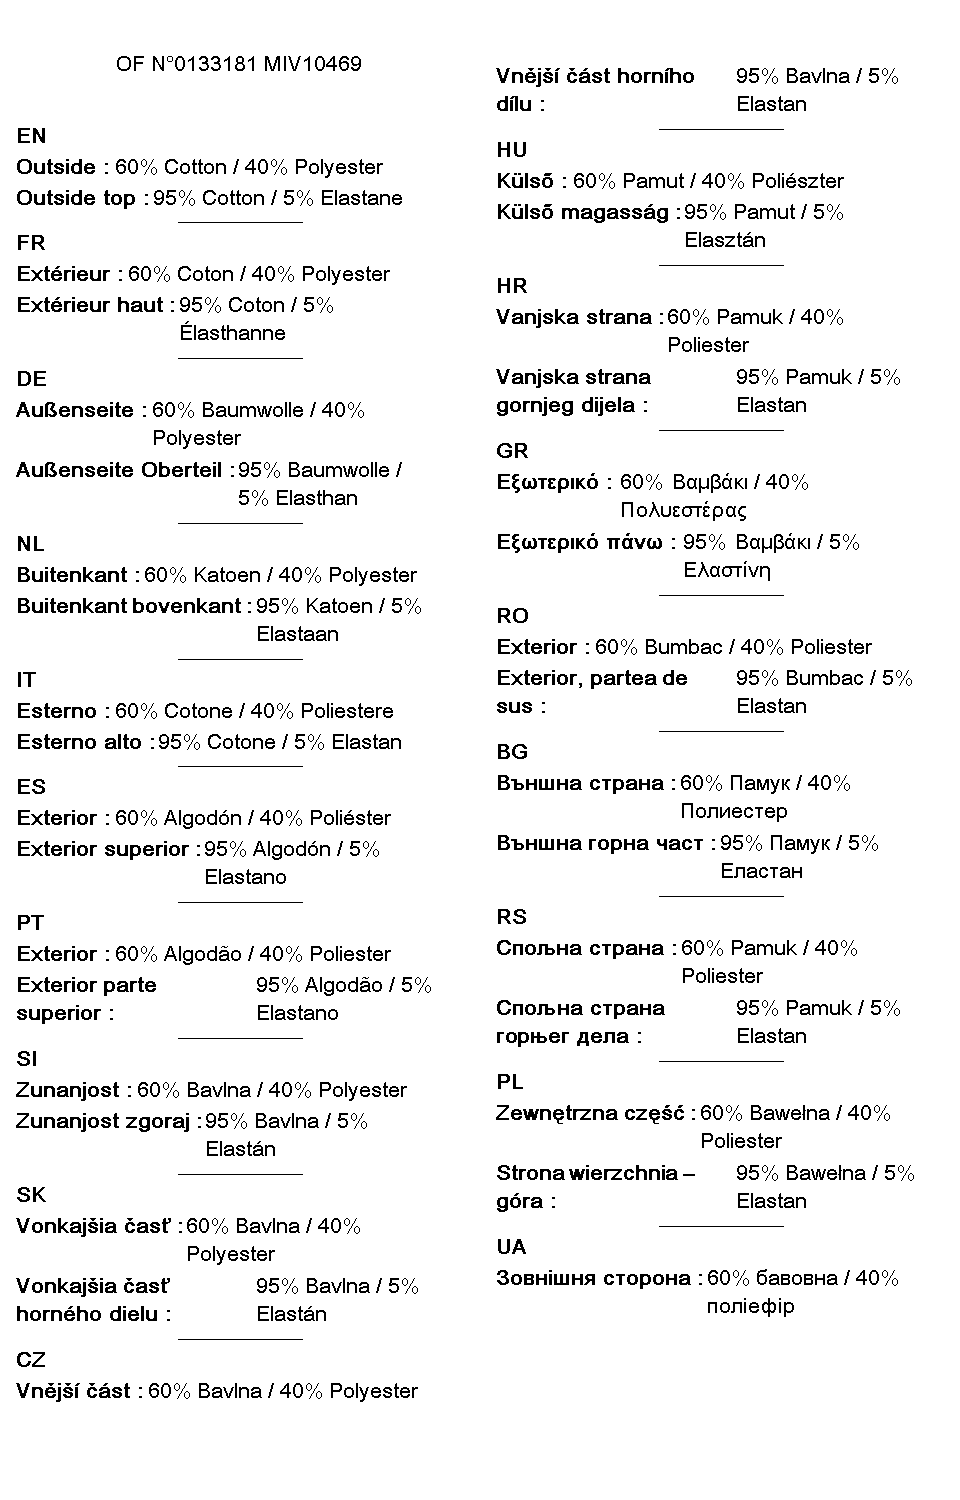 OF N°0133181 MIV10469
EN
Outside : 60% Cotton / 40% Polyester
Outside top : 95% Cotton / 5% Elastane
FR
Extérieur : 60% Coton / 40% Polyester
Extérieur haut : 95% Coton / 5%
Élasthanne
DE
Außenseite : 60% Baumwolle / 40%
Polyester
Außenseite Oberteil : 95% Baumwolle /
5% Elasthan
NL
Buitenkant : 60% Katoen / 40% Polyester
Buitenkant bovenkant : 95% Katoen / 5%
Elastaan
IT
Esterno : 60% Cotone / 40% Poliestere
Esterno alto : 95% Cotone / 5% Elastan
ES
Exterior : 60% Algodón / 40% Poliéster
Exterior superior : 95% Algodón / 5%
Elastano
PT
Exterior : 60% Algodão / 40% Poliester
Exterior parte 95% Algodão / 5%
superior : Elastano
SI
Zunanjost : 60% Bavlna / 40% Polyester
Zunanjost zgoraj : 95% Bavlna / 5%
Elastán
SK
Vonkajšia časť : 60% Bavlna / 40%
Polyester
Vonkajšia časť 95% Bavlna / 5%
horného dielu : Elastán
CZ
Vnější část : 60% Bavlna / 40% Polyester
Vnější část horního 95% Bavlna / 5%
dílu : Elastan
HU
Külső : 60% Pamut / 40% Poliészter
Külső magasság : 95% Pamut / 5%
Elasztán
HR
Vanjska strana : 60% Pamuk / 40%
Poliester
Vanjska strana 95% Pamuk / 5%
gornjeg dijela : Elastan
GR
Εξωτερικό : 60% Βαμβάκι / 40%
Πολυεστέρας
Εξωτερικό πάνω : 95% Βαμβάκι / 5%
Ελαστίνη
RO
Exterior : 60% Bumbac / 40% Poliester
Exterior, partea de 95% Bumbac / 5%
sus : Elastan
BG
Външна страна : 60% Памук / 40%
Полиестер
Външна горна част : 95% Памук / 5%
Еластан
RS
Спољна страна : 60% Pamuk / 40%
Poliester
Спољна страна 95% Pamuk / 5%
горњег дела : Elastan
PL
Zewnętrzna część : 60% Bawełna / 40%
Poliester
Strona wierzchnia – 95% Bawełna / 5%
góra : Elastan
UA
Зовнішня сторона : 60% бавовна / 40%
поліефір